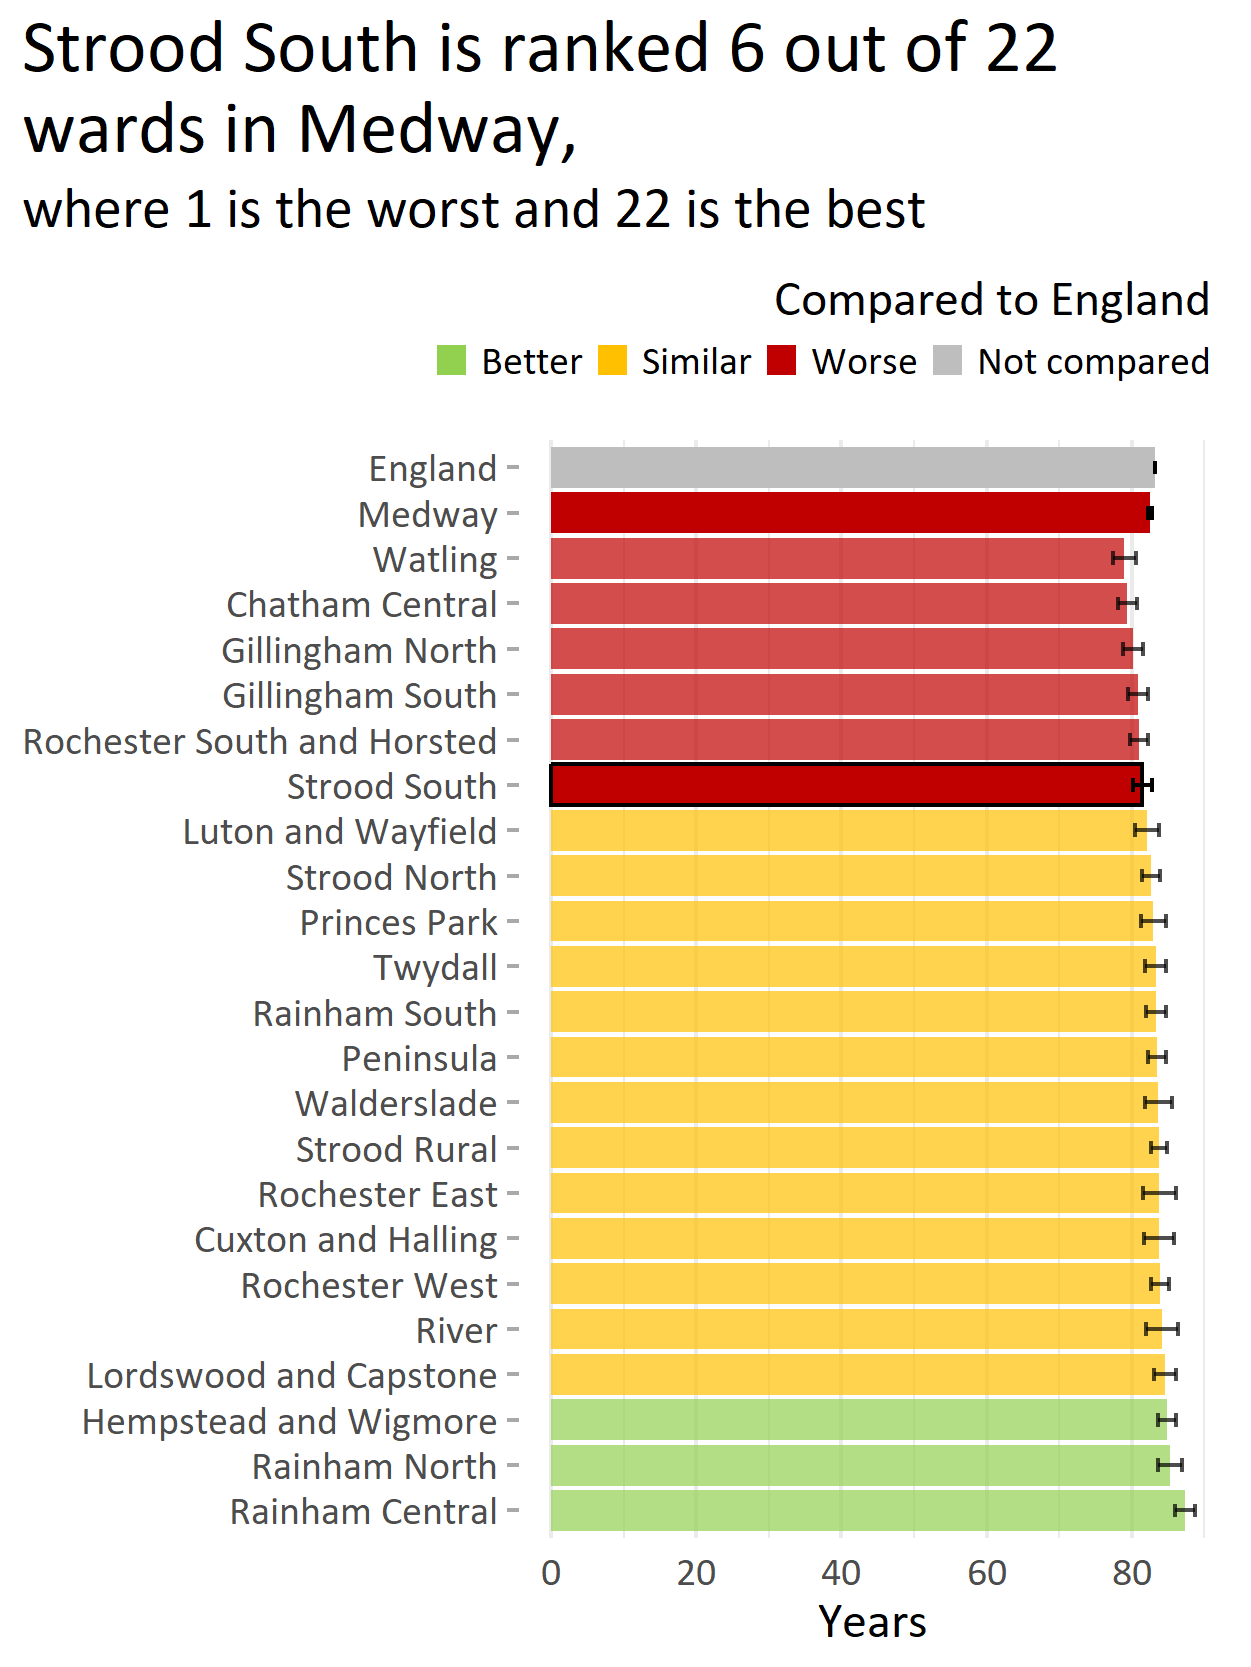 Strood South is ranked 6 out of 22
wards in Medway,
where 1 is the worst and 22 is the best
Compared to England
Better Similar Worse Not compared
England
Medway
Watling
Chatham Central
Gillingham North
Gillingham South
Rochester South and Horsted
Strood South
Luton and Wayfield
Strood North
Princes Park
Twydall
Rainham South
Peninsula
Walderslade
Strood Rural
Rochester East
Cuxton and Halling
Rochester West
River
Lordswood and Capstone
Hempstead and Wigmore
Rainham North
Rainham Central
0 20 40 60 80
Years